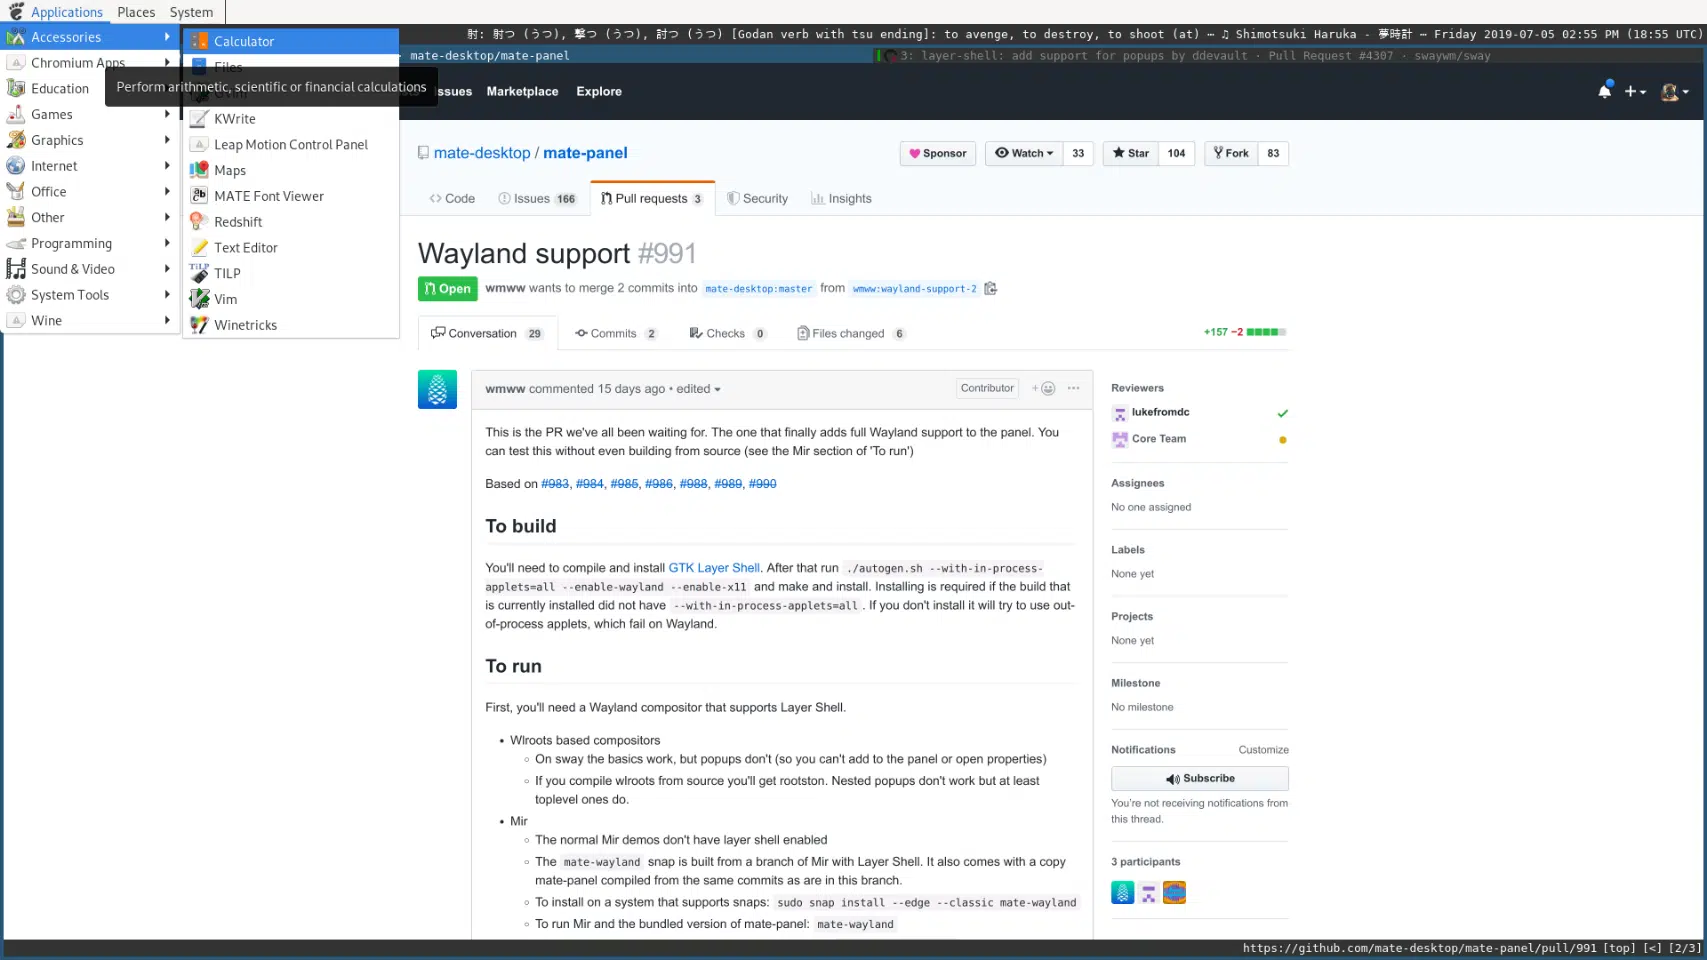 Applications Places System
射: 射つ (うつ), 撃つ (うつ), 討つ (うつ) [Godan verb with tsu ending]: to avenge, to destroy, to shoot (at) ⋯ ♫ Shimotsuki Haruka - 夢時計 ⋯ Friday 2019-07-05 02:55 PM (18:55 UTC)
mate-desktop/mate-panel
3: layer-shell: add support for popups by ddevault · Pull Request #4307 · swaywm/sway
Accessories
Chromium Apps
Education
Games
Graphics
Internet
Office
Other
Programming
Sound & Video
System Tools
Wine
Calculator
Files
Perform arithmetic, scientific or financial calculations
KWrite
Leap Motion Control Panel
Maps
MATE Font Viewer
Redshift
Text Editor
TILP
Vim
Winetricks
ssues Marketplace Explore
mate-desktop / mate-panel
Sponsor Watch 33 Star 104 Fork 83
Code Issues 166 Pull requests 3 Security Insights
Wayland support #991
Open wmww wants to merge 2 commits into mate-desktop:master from wmww:wayland-support-2
Conversation 29 Commits 2 Checks 0 Files changed 6 +157 −2
wmww commented 15 days ago • edited Contributor
This is the PR we've all been waiting for. The one that finally adds full Wayland support to the panel. You
can test this without even building from source (see the Mir section of 'To run')
Based on #983, #984, #985, #986, #988, #989, #990
To build
You'll need to compile and install GTK Layer Shell. After that run ./autogen.sh --with-in-process-
applets=all --enable-wayland --enable-x11 and make and install. Installing is required if the build that
is currently installed did not have --with-in-process-applets=all. If you don't install it will try to use out-
of-process applets, which fail on Wayland.
To run
First, you'll need a Wayland compositor that supports Layer Shell.
• Wlroots based compositors
◦ On sway the basics work, but popups don't (so you can't add to the panel or open properties)
◦ If you compile wlroots from source you'll get rootston. Nested popups don't work but at least
toplevel ones do.
• Mir
◦ The normal Mir demos don't have layer shell enabled
◦ The mate-wayland snap is built from a branch of Mir with Layer Shell. It also comes with a copy
mate-panel compiled from the same commits as are in this branch.
◦ To install on a system that supports snaps: sudo snap install --edge --classic mate-wayland
◦ To run Mir and the bundled version of mate-panel: mate-wayland
Reviewers
lukefromdc
Core Team
Assignees
No one assigned
Labels
None yet
Projects
None yet
Milestone
No milestone
Notifications Customize
Subscribe
You're not receiving notifications from
this thread.
3 participants
https://github.com/mate-desktop/mate-panel/pull/991 [top] [<] [2/3]